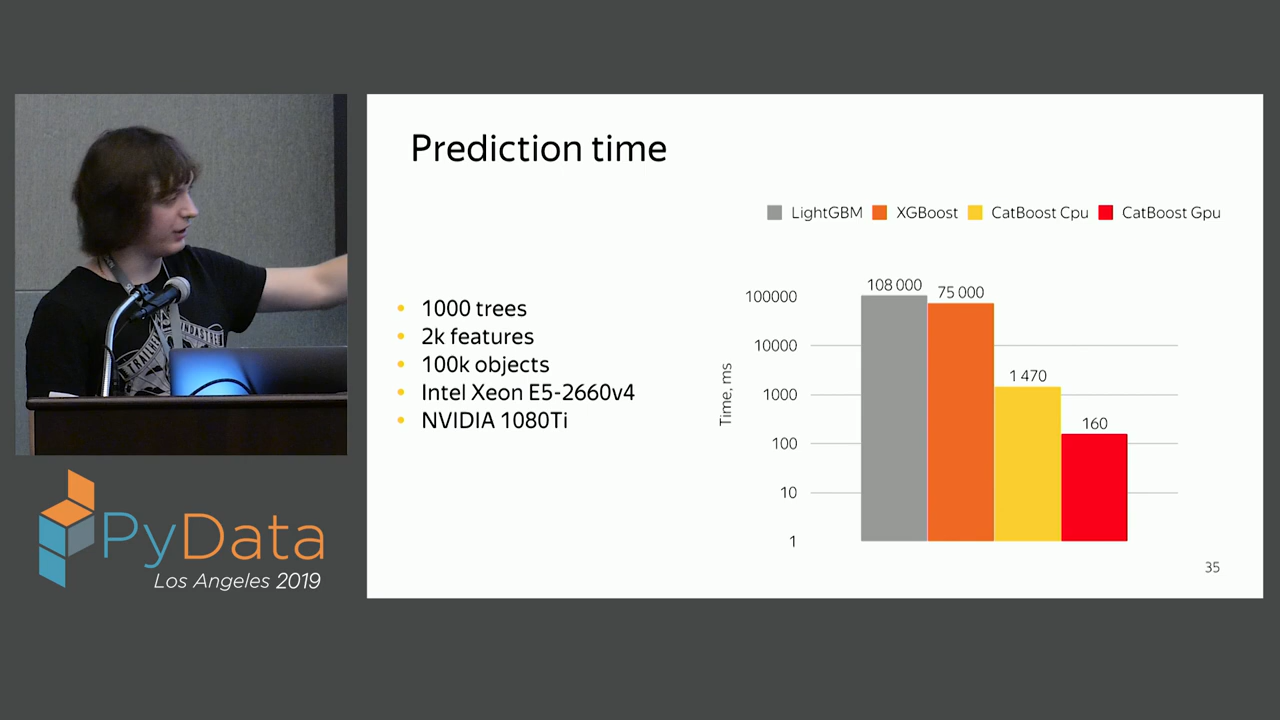 Prediction time
LightGBM XGBoost CatBoost Cpu CatBoost Gpu
• 1000 trees
• 2k features
• 100k objects
• Intel Xeon E5-2660v4
• NVIDIA 1080Ti
Time, ms
100000
10000
1000
100
10
1
108 000
75 000
1 470
160
35
PyData
Los Angeles 2019